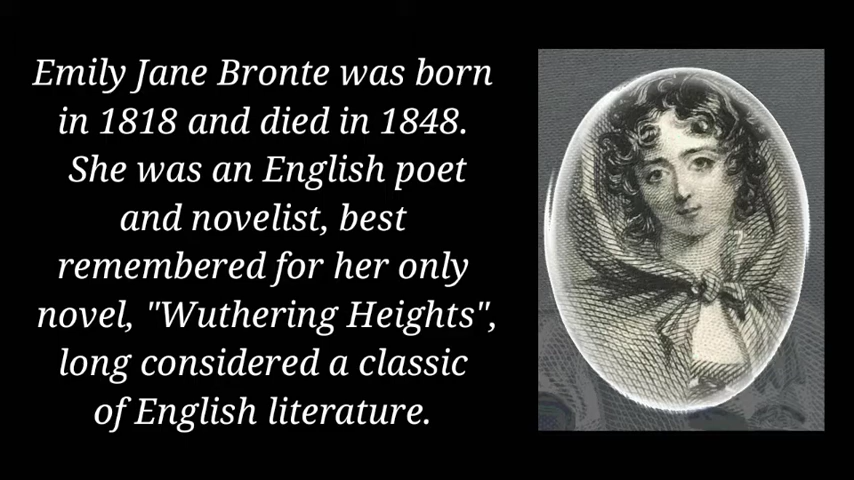 Emily Jane Bronte was born
in 1818 and died in 1848.
She was an English poet
and novelist, best
remembered for her only
novel, "Wuthering Heights",
long considered a classic
of English literature.